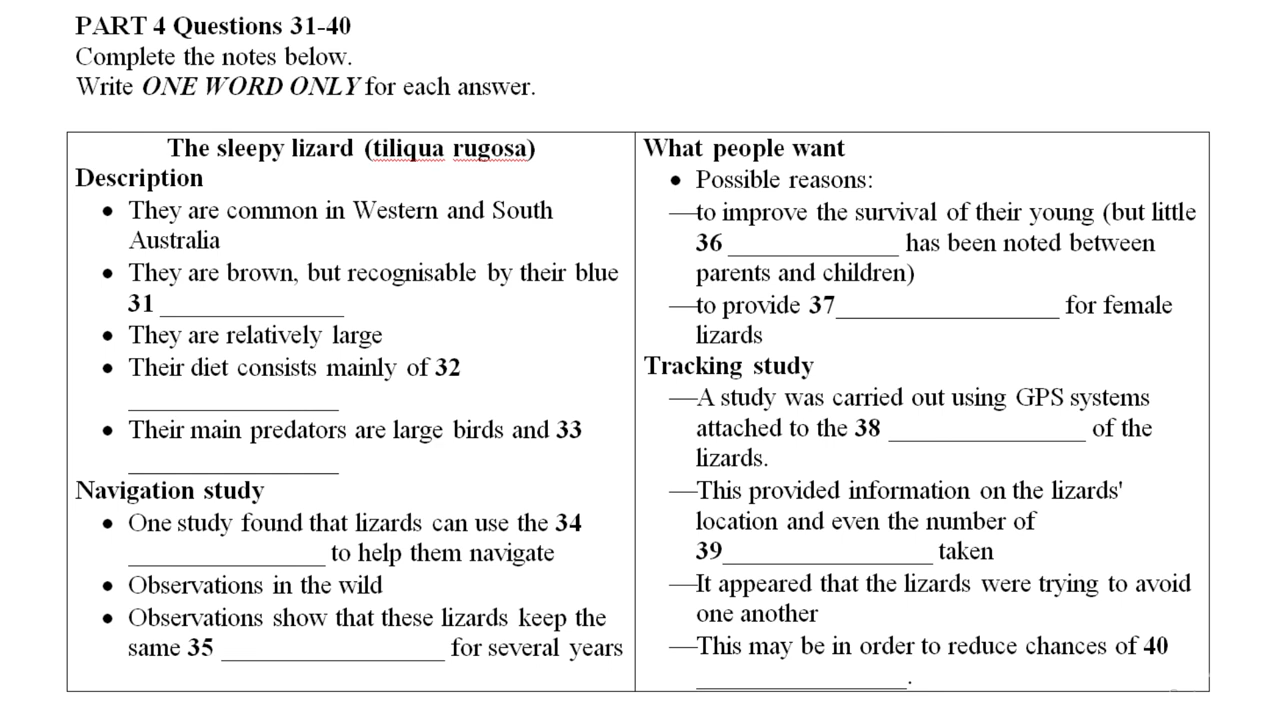 PART 4 Questions 31-40
Complete the notes below.
Write ONE WORD ONLY for each answer.
The sleepy lizard (tiliqua rugosa)
Description
• They are common in Western and South
Australia
• They are brown, but recognisable by their blue
31 ______________
• They are relatively large
• Their diet consists mainly of 32
________________
• Their main predators are large birds and 33
________________
Navigation study
• One study found that lizards can use the 34
_______________ to help them navigate
• Observations in the wild
• Observations show that these lizards keep the
same 35 _________________ for several years
What people want
• Possible reasons:
—to improve the survival of their young (but little
36 _____________ has been noted between
parents and children)
—to provide 37_________________ for female
lizards
Tracking study
—A study was carried out using GPS systems
attached to the 38 _______________ of the
lizards.
—This provided information on the lizards'
location and even the number of
39________________ taken
—It appeared that the lizards were trying to avoid
one another
—This may be in order to reduce chances of 40
________________.